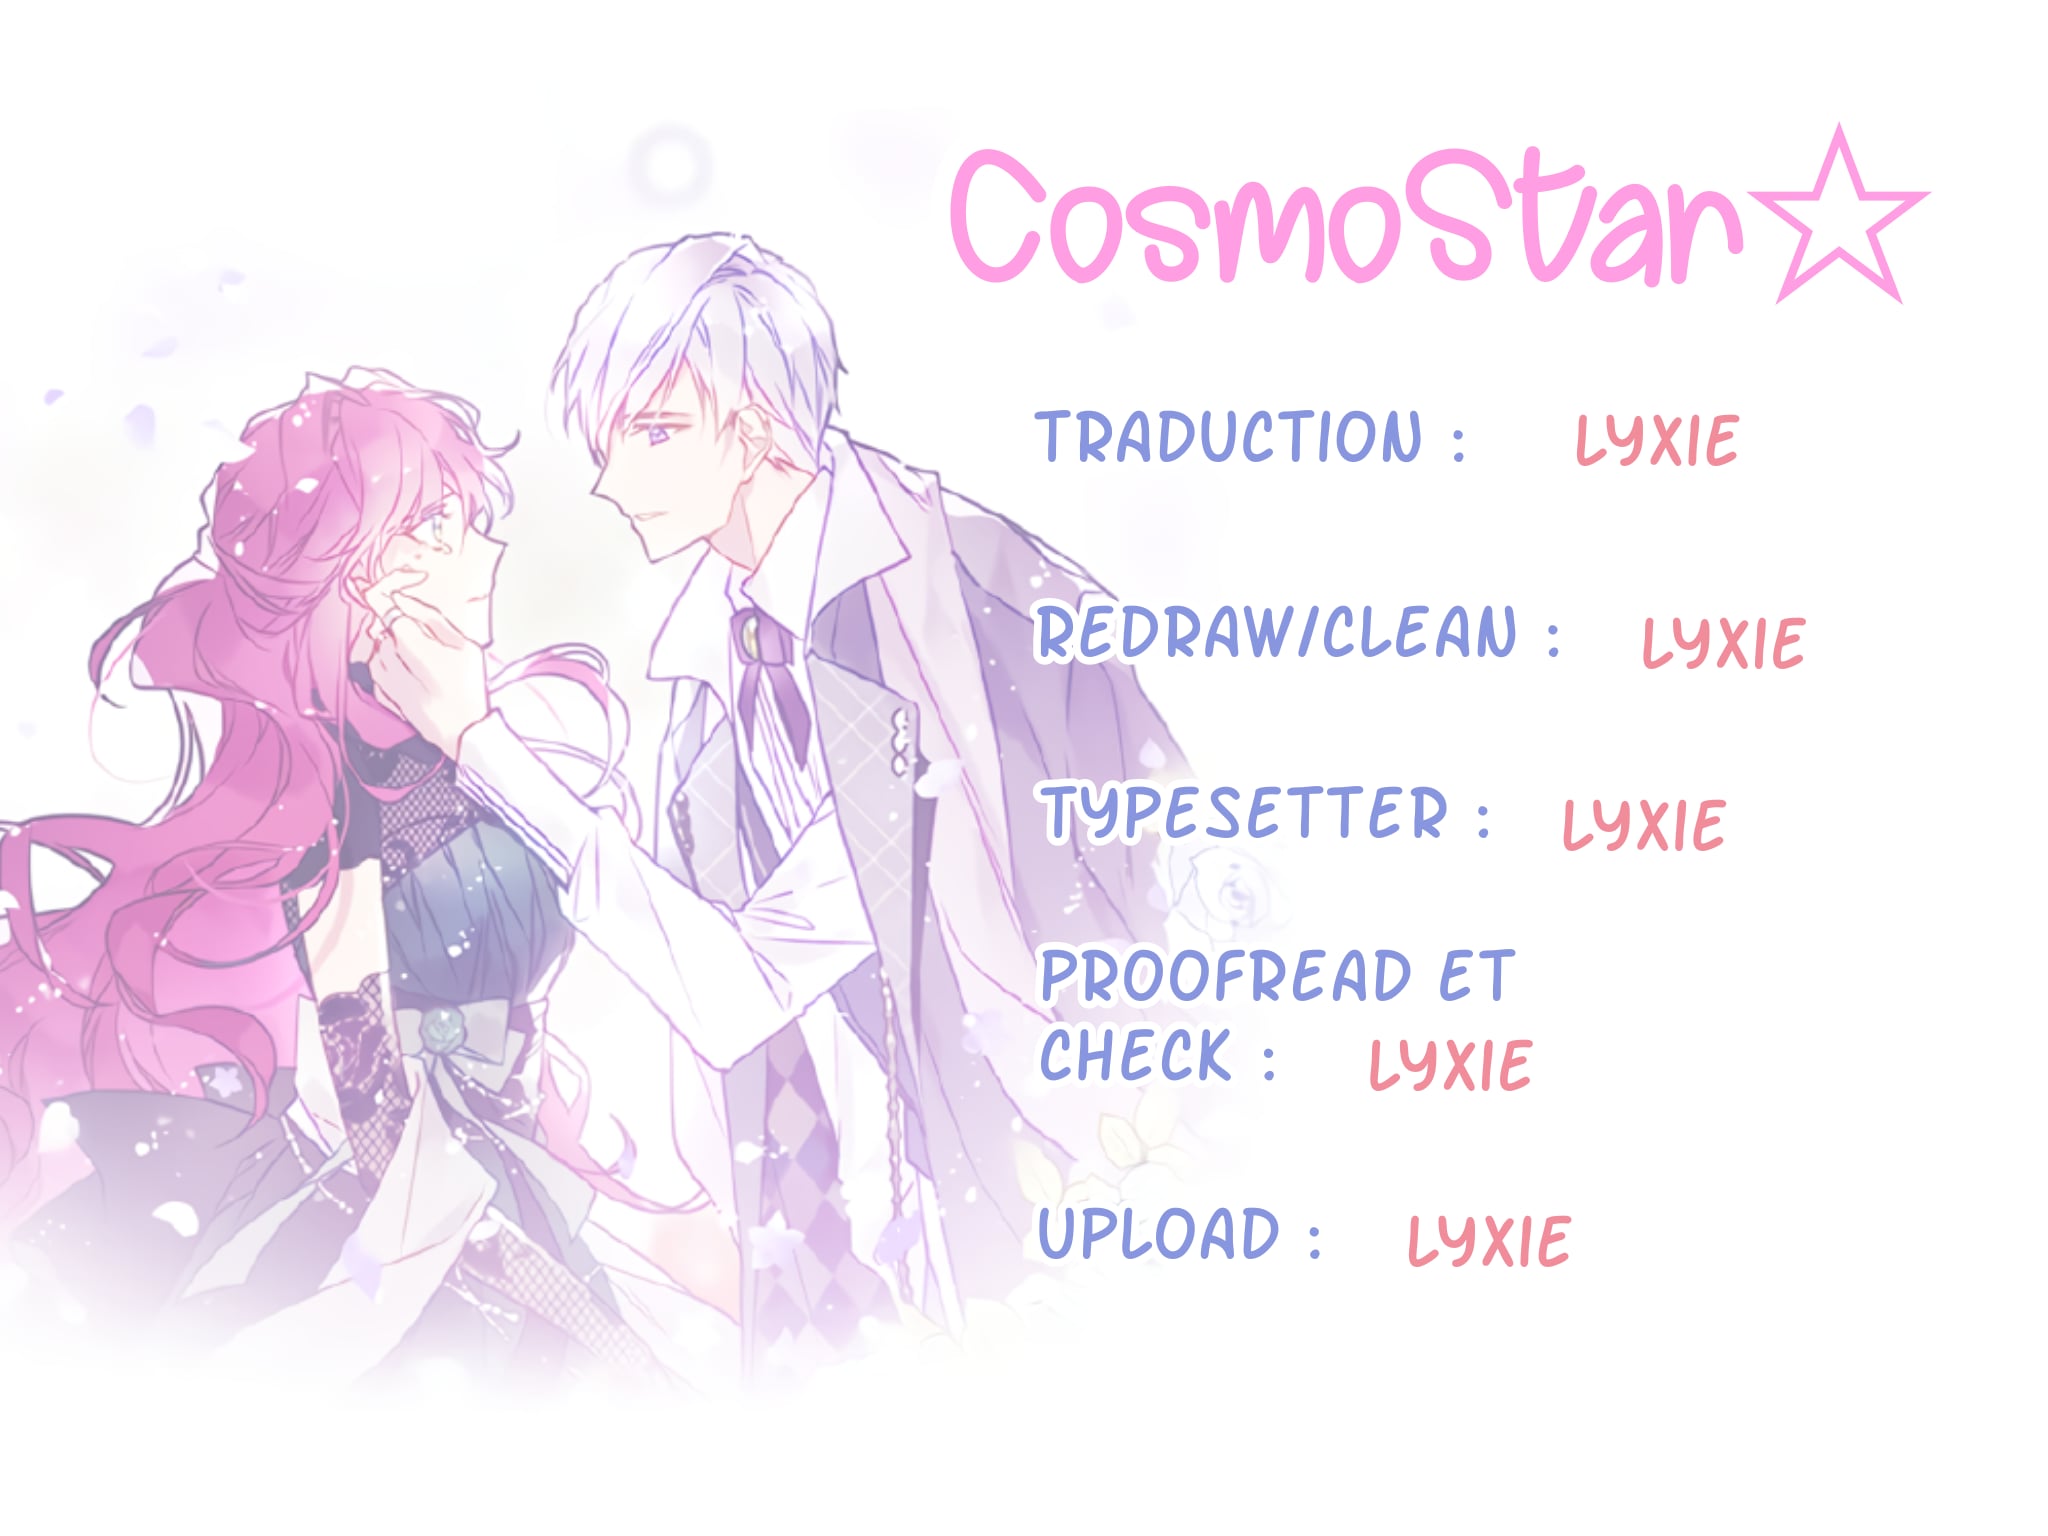 CosmoStar☆
TRADUCTION : LYXIE
REDRAW/CLEAN : LYXIE
TYPESETTER : LYXIE
PROOFREAD ET
CHECK : LYXIE
UPLOAD : LYXIE